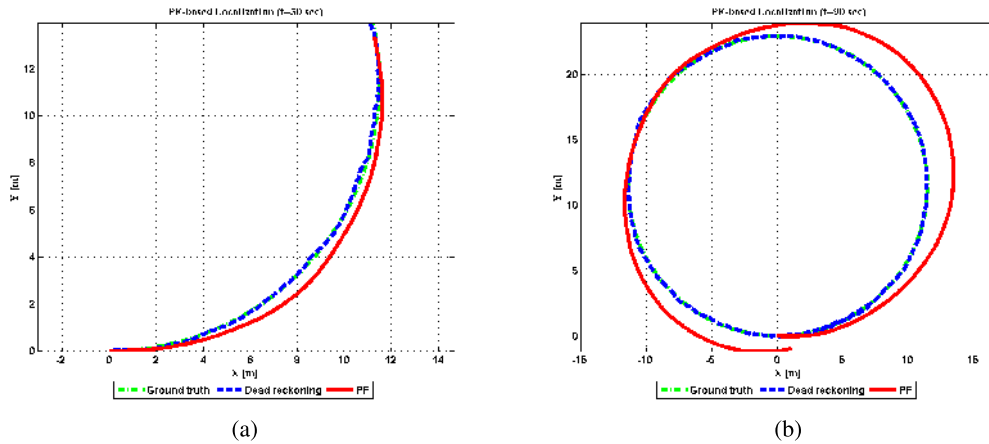 PF-based Localization (t=30 sec)
12
10
8
6
4
2
0
Y [m]
-2 0 2 4 6 8 10 12 14
X [m]
Ground truth Dead reckoning PF
(a)
PF-based Localization (t=90 sec)
20
15
10
5
0
Y [m]
-15 -10 -5 0 5 10 15
X [m]
Ground truth Dead reckoning PF
(b)